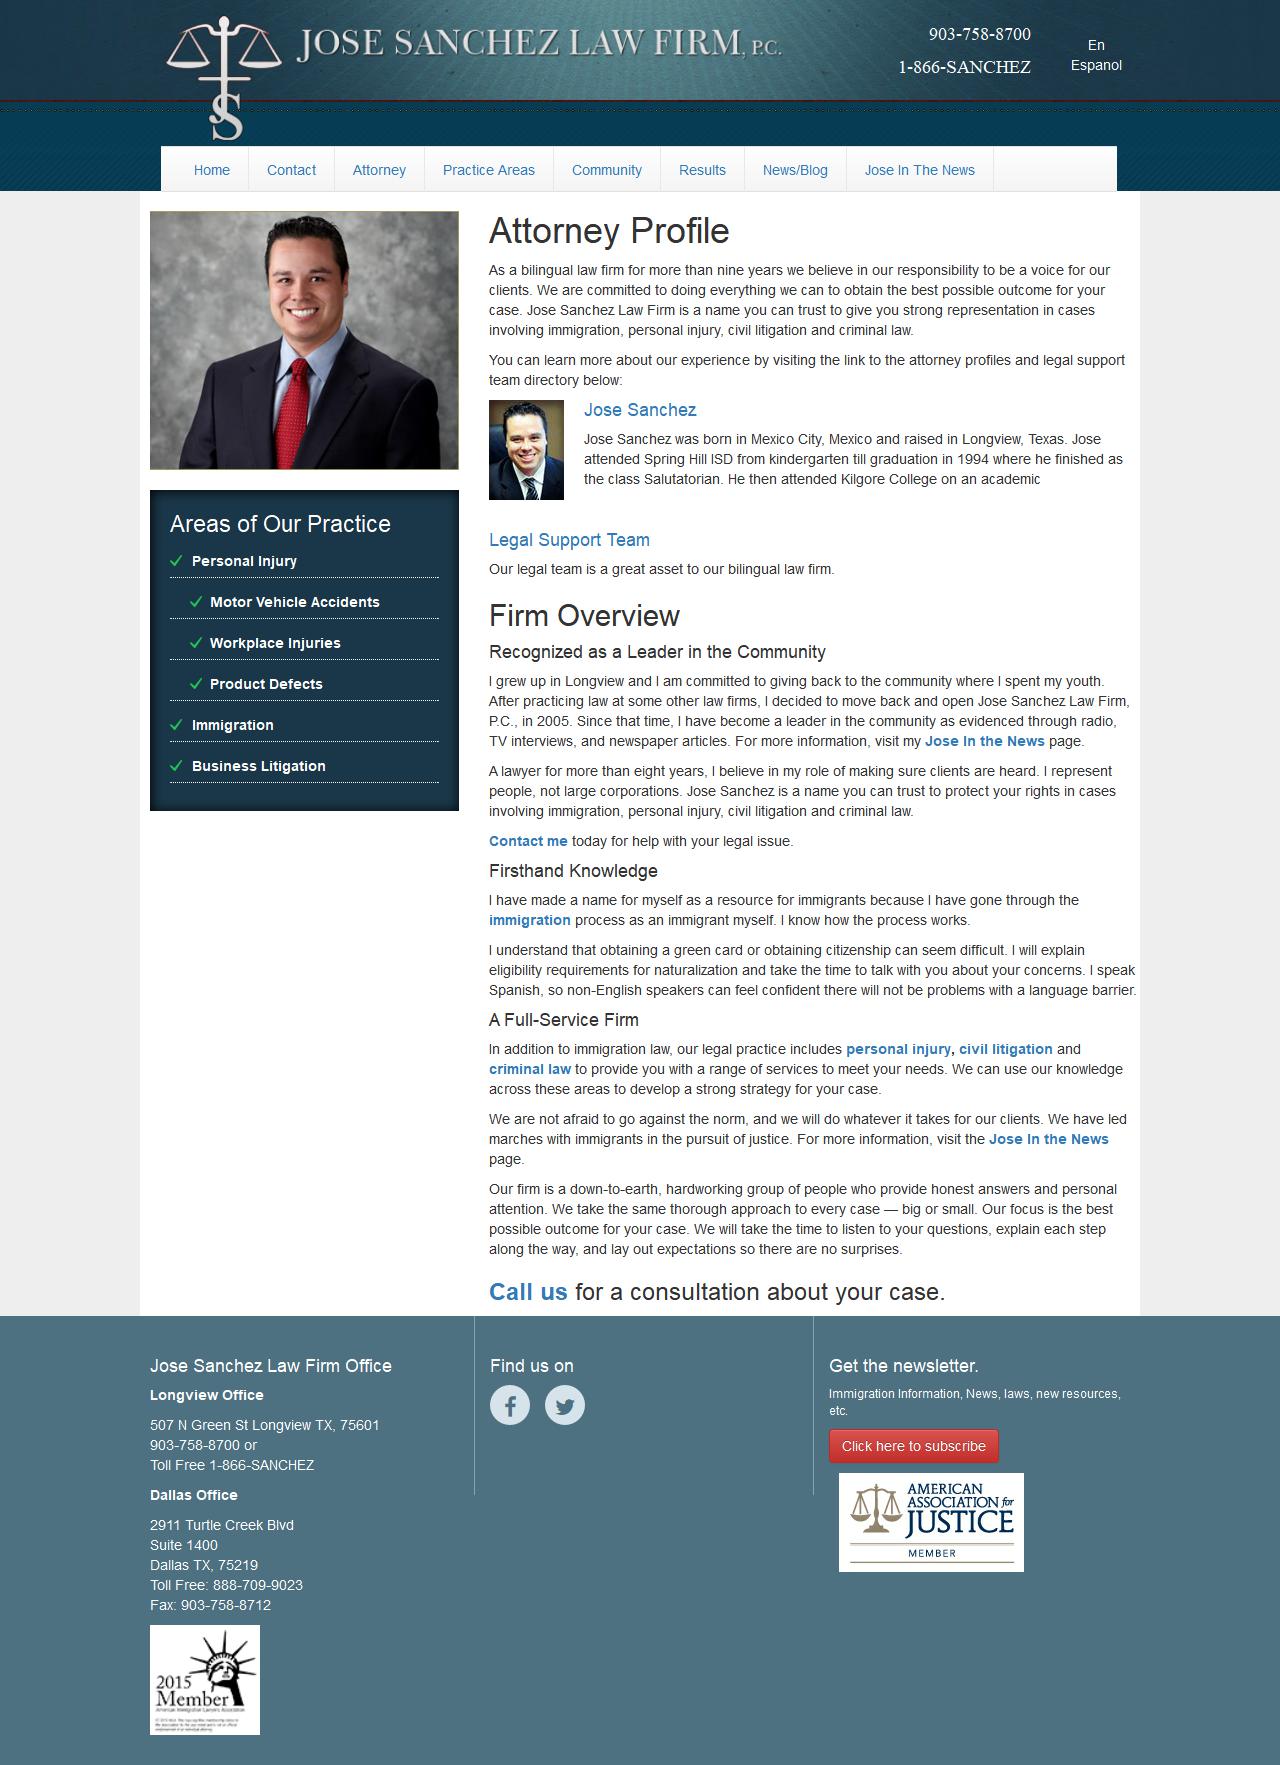 JOSE SANCHEZ LAW FIRM, P.C.
903-758-8700
1-866-SANCHEZ
En
Espanol
JS
Home
Contact
Attorney
Practice Areas
Community
Results
News/Blog
Jose In The News
Areas of Our Practice
Personal Injury
Motor Vehicle Accidents
Workplace Injuries
Product Defects
Immigration
Business Litigation
Attorney Profile
As a bilingual law firm for more than nine years we believe in our responsibility to be a voice for our
clients. We are committed to doing everything we can to obtain the best possible outcome for your
case. Jose Sanchez Law Firm is a name you can trust to give you strong representation in cases
involving immigration, personal injury, civil litigation and criminal law.
You can learn more about our experience by visiting the link to the attorney profiles and legal support
team directory below:
Jose Sanchez
Jose Sanchez was born in Mexico City, Mexico and raised in Longview, Texas. Jose
attended Spring Hill ISD from kindergarten till graduation in 1994 where he finished as
the class Salutatorian. He then attended Kilgore College on an academic
Legal Support Team
Our legal team is a great asset to our bilingual law firm.
Firm Overview
Recognized as a Leader in the Community
I grew up in Longview and I am committed to giving back to the community where I spent my youth.
After practicing law at some other law firms, I decided to move back and open Jose Sanchez Law Firm,
P.C., in 2005. Since that time, I have become a leader in the community as evidenced through radio,
TV interviews, and newspaper articles. For more information, visit my Jose In the News page.
A lawyer for more than eight years, I believe in my role of making sure clients are heard. I represent
people, not large corporations. Jose Sanchez is a name you can trust to protect your rights in cases
involving immigration, personal injury, civil litigation and criminal law.
Contact me today for help with your legal issue.
Firsthand Knowledge
I have made a name for myself as a resource for immigrants because I have gone through the
immigration process as an immigrant myself. I know how the process works.
I understand that obtaining a green card or obtaining citizenship can seem difficult. I will explain
eligibility requirements for naturalization and take the time to talk with you about your concerns. I speak
Spanish, so non-English speakers can feel confident there will not be problems with a language barrier.
A Full-Service Firm
In addition to immigration law, our legal practice includes personal injury, civil litigation and
criminal law to provide you with a range of services to meet your needs. We can use our knowledge
across these areas to develop a strong strategy for your case.
We are not afraid to go against the norm, and we will do whatever it takes for our clients. We have led
marches with immigrants in the pursuit of justice. For more information, visit the Jose In the News
page.
Our firm is a down-to-earth, hardworking group of people who provide honest answers and personal
attention. We take the same thorough approach to every case — big or small. Our focus is the best
possible outcome for your case. We will take the time to listen to your questions, explain each step
along the way, and lay out expectations so there are no surprises.
Call us for a consultation about your case.
Jose Sanchez Law Firm Office
Longview Office
507 N Green St Longview TX, 75601
903-758-8700 or
Toll Free 1-866-SANCHEZ
Dallas Office
2911 Turtle Creek Blvd
Suite 1400
Dallas TX, 75219
Toll Free: 888-709-9023
Fax: 903-758-8712
2015
Member
American Immigration Lawyers Association
Find us on
Get the newsletter.
Immigration Information, News, laws, new resources,
etc.
Click here to subscribe
AMERICAN
ASSOCIATION for
JUSTICE
MEMBER